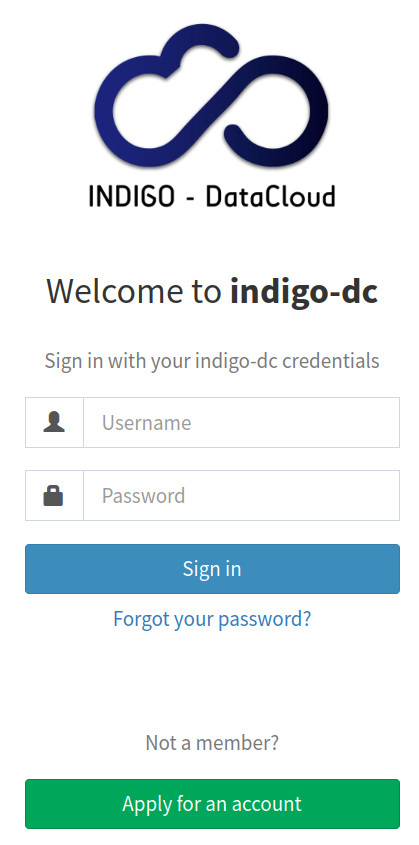 INDIGO - DataCloud
Welcome to indigo-dc
Sign in with your indigo-dc credentials
Username
Password
Sign in
Forgot your password?
Not a member?
Apply for an account